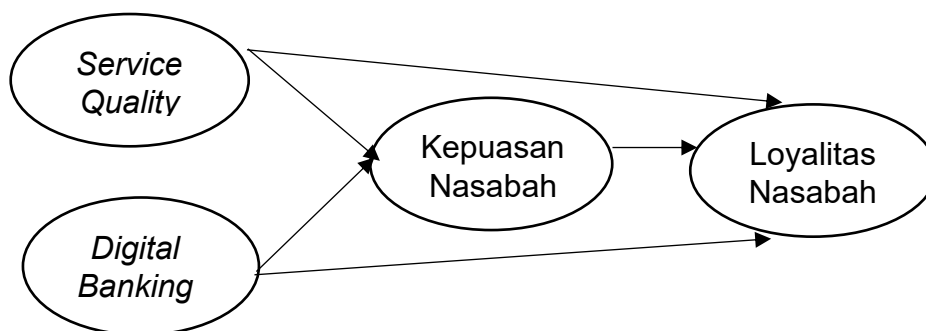 Service
Quality
Kepuasan
Nasabah
Loyalitas
Nasabah
Digital
Banking